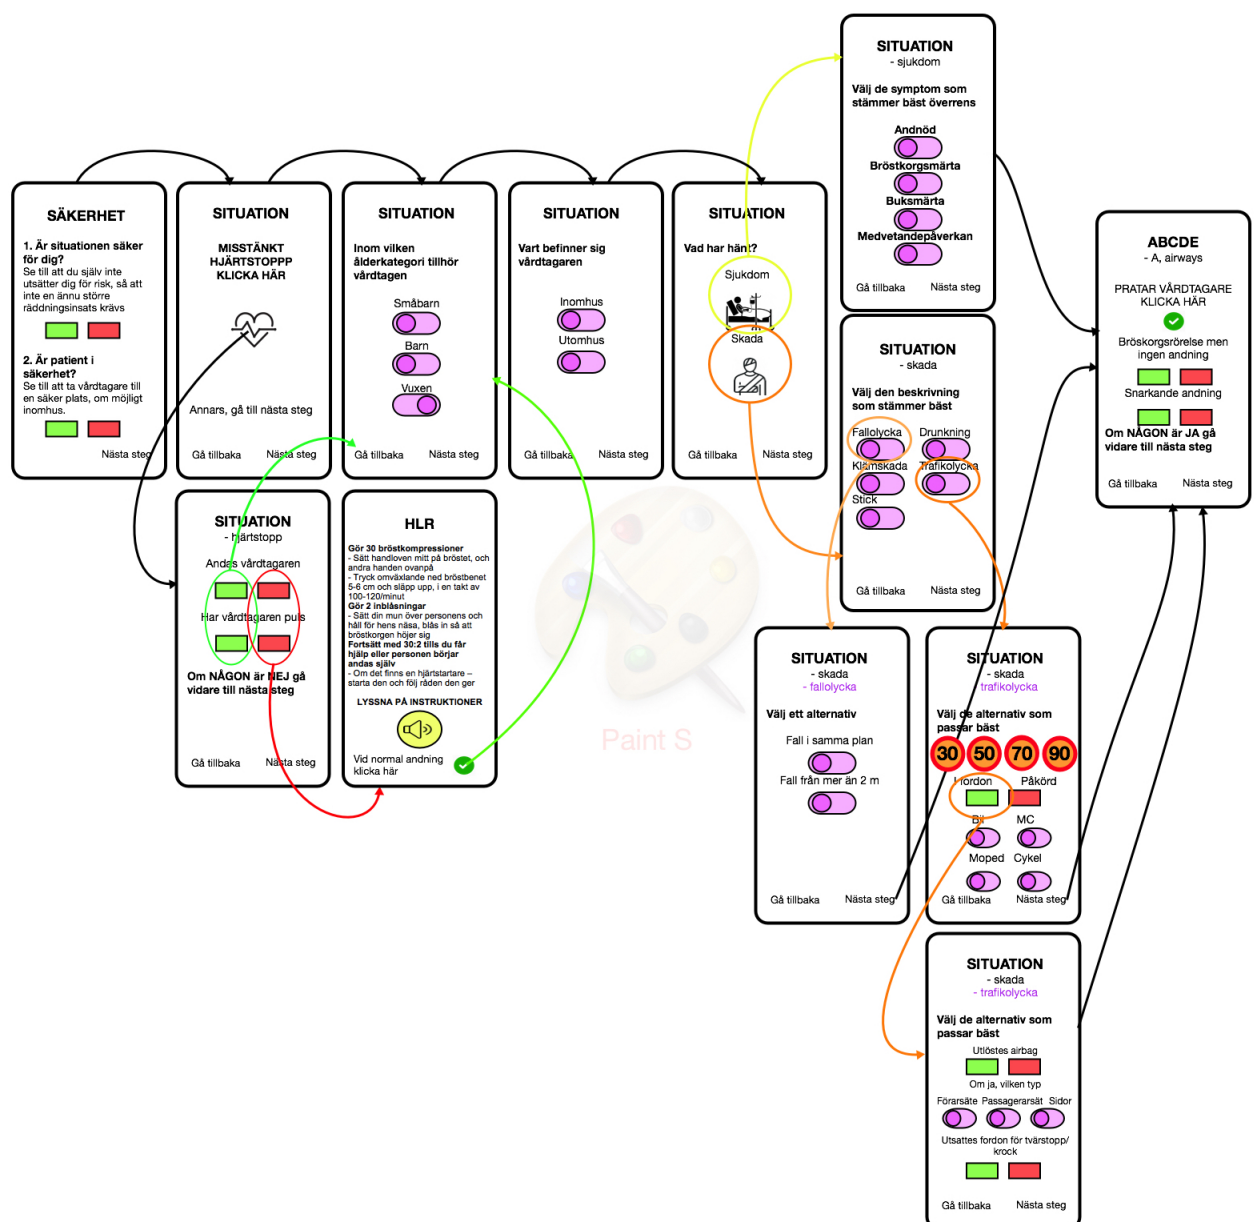 SÄKERHET
1. Är situationen säker
för dig?
Se till att du själv inte
utsätter dig för risk, så att
inte en ännu större
räddningsinsats krävs
2. Är patient i
säkerhet?
Se till att ta vårdtagare till
en säker plats, om möjligt
inomhus.
Nästa steg
SITUATION
MISSTÄNKT
HJÄRTSTOPPP
KLICKA HÄR
Annars, gå till nästa steg
Gå tillbaka
Nästa steg
SITUATION
Inom vilken
ålderkategori tillhör
vårdtagen
Småbarn
Barn
Vuxen
Gå tillbaka
Nästa steg
SITUATION
Vart befinner sig
vårdtagaren
Inomhus
Utomhus
Gå tillbaka
Nästa steg
SITUATION
Vad har hänt?
Sjukdom
Skada
Gå tillbaka
Nästa steg
SITUATION
- sjukdom
Välj de symptom som
stämmer bäst överrens
Andnöd
Bröstkorgsmärta
Buksmärta
Medvetandepåverkan
Gå tillbaka
Nästa steg
SITUATION
- skada
Välj den beskrivning
som stämmer bäst
Fallolycka
Drunkning
Klämskada
Trafikolycka
Stick
Gå tillbaka
Nästa steg
ABCDE
- A, airways
PRATAR VÅRDTAGARE
KLICKA HÄR
Bröskorgsrörelse men
ingen andning
Snarkande andning
Om NÅGON är JA gå
vidare till nästa steg
Gå tillbaka
Nästa steg
SITUATION
- hjärtstopp
Andas vårdtagaren
Har vårdtagaren puls
Om NÅGON är NEJ gå
vidare till nästa steg
Gå tillbaka
Nästa steg
HLR
Gör 30 bröstkompressioner
- Sätt handloven mitt på bröstet, och
andra handen ovanpå
- Tryck omväxlande ned bröstbenet
5-6 cm och släpp upp, i en takt av
100-120/minut
Gör 2 inblåsningar
- Sätt din mun över personens och
håll för hens näsa, blås in så att
bröstkorgen höjer sig
Fortsätt med 30:2 tills du får
hjälp eller personen börjar
andas själv
- Om det finns en hjärtstartare –
starta den och följ råden den ger
LYSSNA PÅ INSTRUKTIONER
Vid normal andning
klicka här
Paint S
SITUATION
- skada
- fallolycka
Välj ett alternativ
Fall i samma plan
Fall från mer än 2 m
Gå tillbaka
Nästa steg
SITUATION
- skada
trafikolycka
Välj de alternativ som
passar bäst
30 50 70 90
I fordon
Påkörd
Bil
MC
Moped
Cykel
Gå tillbaka
Nästa steg
SITUATION
- skada
- trafikolycka
Välj de alternativ som
passar bäst
Utlöstes airbag
Om ja, vilken typ
Förarsäte Passagerarsät Sidor
Utsattes fordon för tvärstopp/
krock
Gå tillbaka
Nästa steg